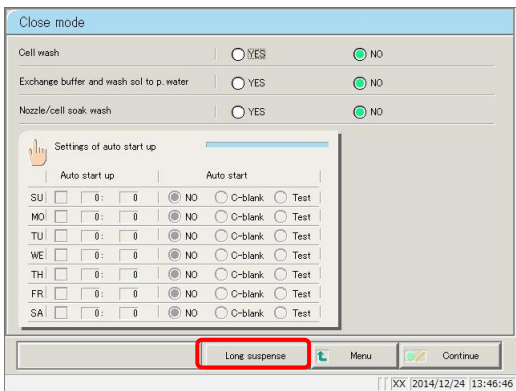 Close mode
Cell wash YES NO
Exchange buffer and wash sol to p.water YES NO
Nozzle/cell soak wash YES NO
Settings of auto start up
Auto start up Auto start
SU 0: 0 NO C-blank Test
MO 0: 0 NO C-blank Test
TU 0: 0 NO C-blank Test
WE 0: 0 NO C-blank Test
TH 0: 0 NO C-blank Test
FR 0: 0 NO C-blank Test
SA 0: 0 NO C-blank Test
Long suspense Menu Continue
XX 2014/12/24 13:46:46